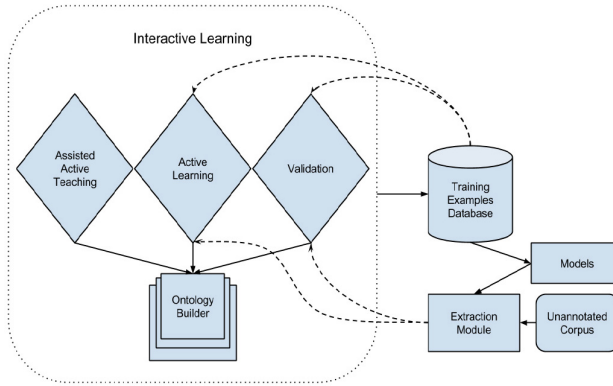 Interactive Learning
Assisted
Active
Teaching
Active
Learning
Validation
Training
Examples
Database
Ontology
Builder
Models
Extraction
Module
Unannotated
Corpus